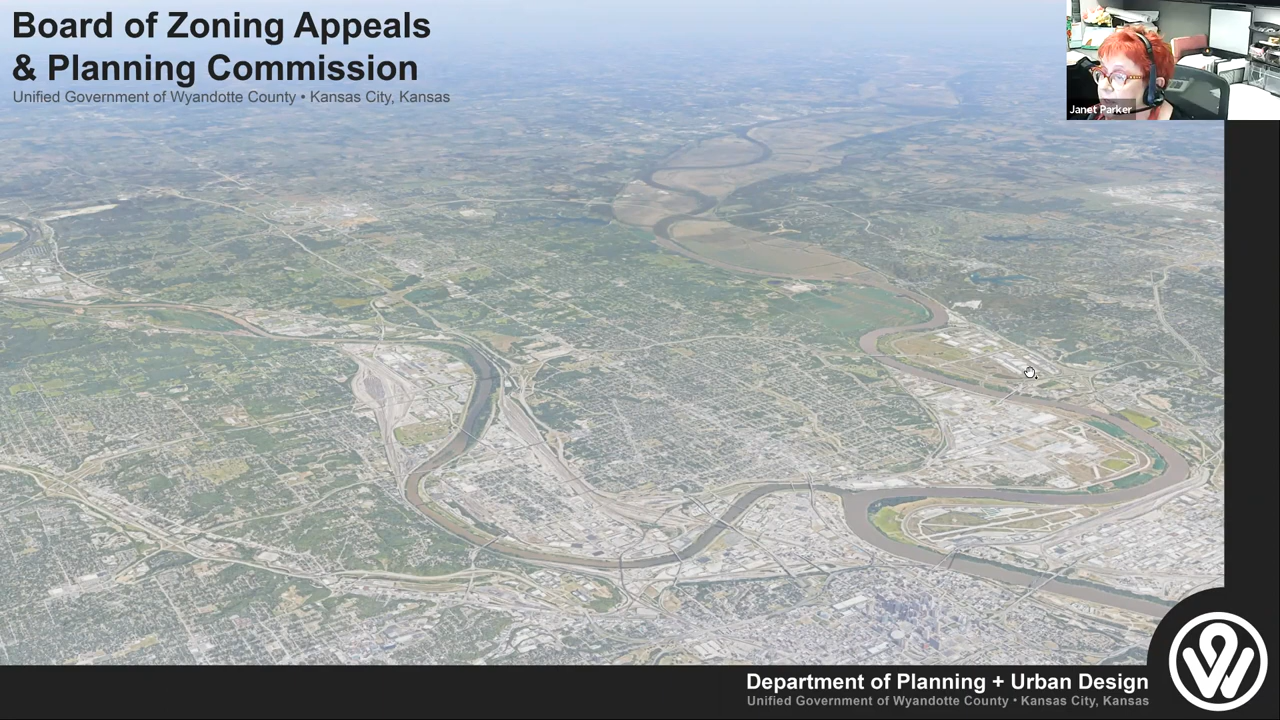 Board of Zoning Appeals
& Planning Commission
Unified Government of Wyandotte County • Kansas City, Kansas
Janet Parker
Department of Planning + Urban Design
Unified Government of Wyandotte County • Kansas City, Kansas